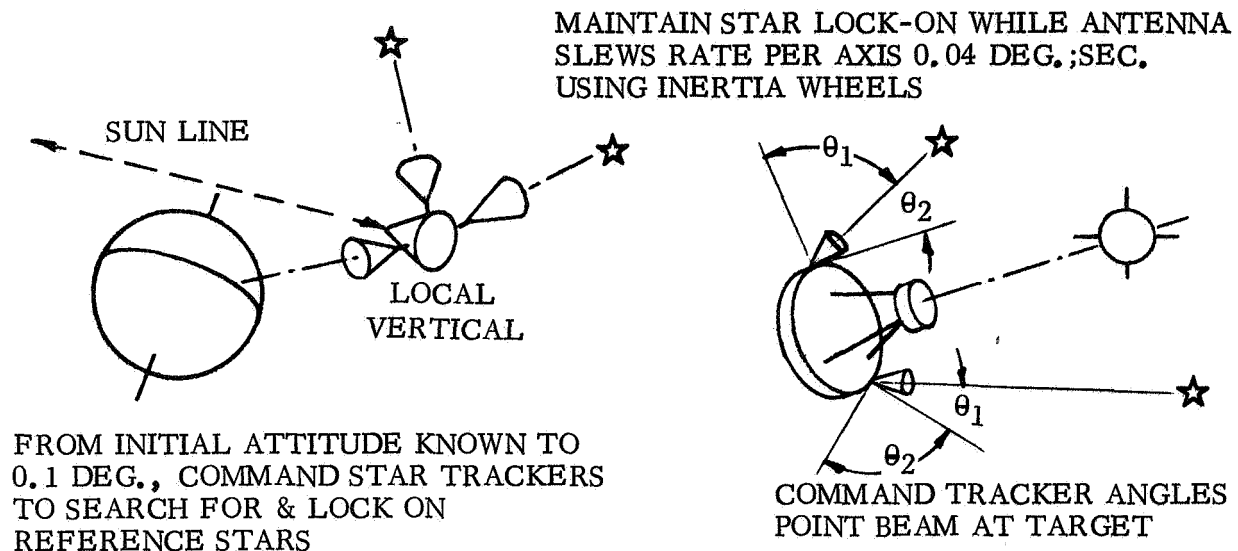 MAINTAIN STAR LOCK-ON WHILE ANTENNA
SLEWS RATE PER AXIS 0.04 DEG.;SEC.
USING INERTIA WHEELS
SUN LINE
LOCAL
VERTICAL
FROM INITIAL ATTITUDE KNOWN TO
0.1 DEG., COMMAND STAR TRACKERS
TO SEARCH FOR & LOCK ON
REFERENCE STARS
θ1
θ2
θ1
θ2
COMMAND TRACKER ANGLES
POINT BEAM AT TARGET